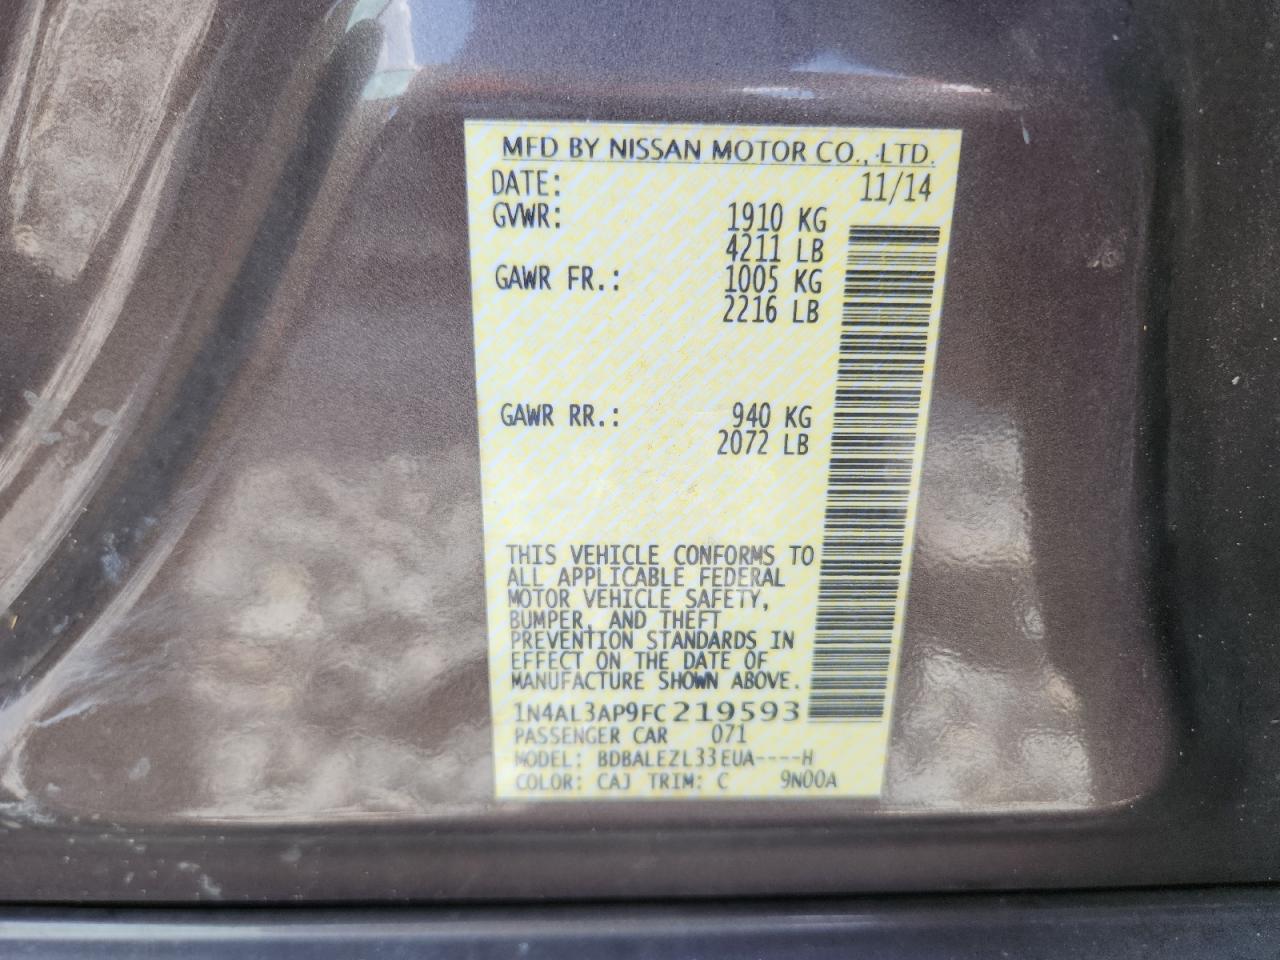 MFD BY NISSAN MOTOR CO., LTD.
DATE: 11/14
GVWR: 1910 KG
4211 LB
GAWR FR.: 1005 KG
2216 LB
GAWR RR.: 940 KG
2072 LB
THIS VEHICLE CONFORMS TO
ALL APPLICABLE FEDERAL
MOTOR VEHICLE SAFETY,
BUMPER, AND THEFT
PREVENTION STANDARDS IN
EFFECT ON THE DATE OF
MANUFACTURE SHOWN ABOVE.
1N4AL3AP9FC219593
PASSENGER CAR 071
MODEL: BDBALEZL33EUA----H
COLOR: CAJ TRIM: C 9N00A